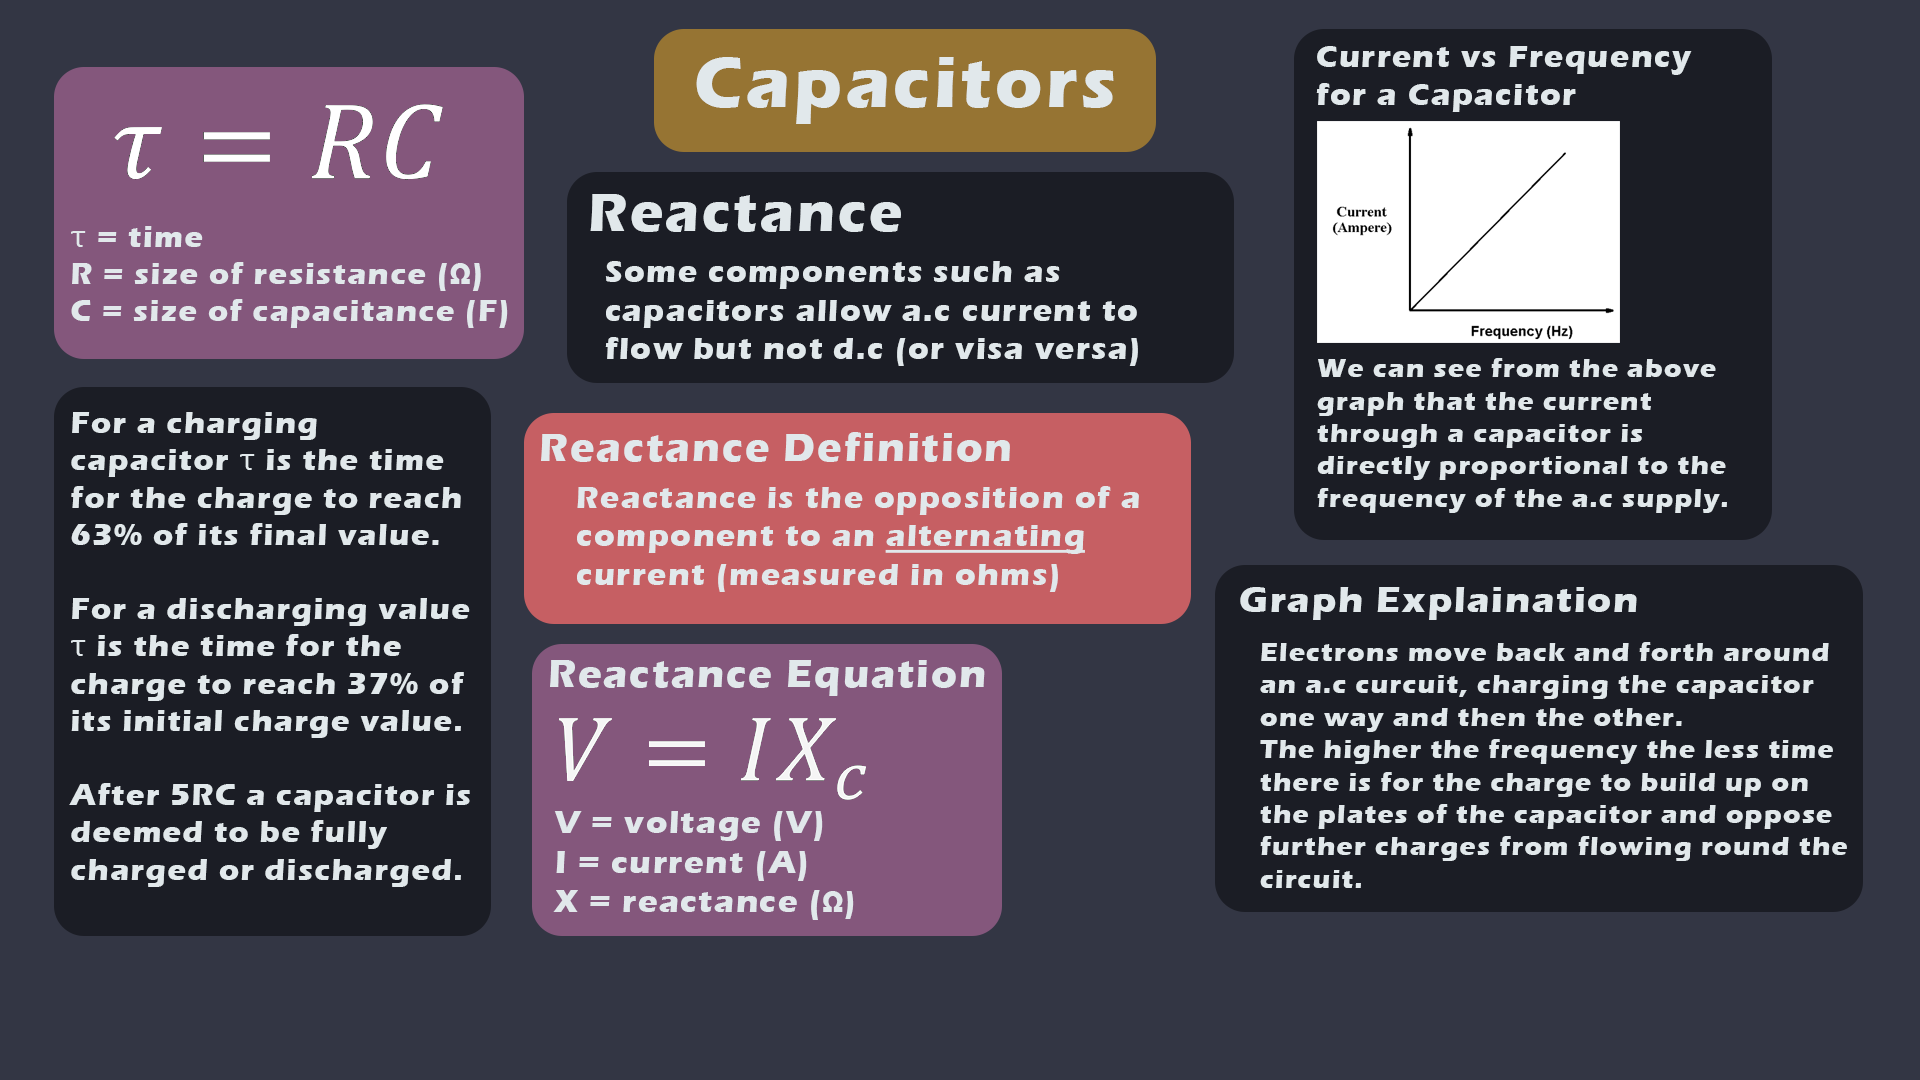 Capacitors
τ = RC
τ = time
R = size of resistance (Ω)
C = size of capacitance (F)
For a charging
capacitor τ is the time
for the charge to reach
63% of its final value.
For a discharging value
τ is the time for the
charge to reach 37% of
its initial charge value.
After 5RC a capacitor is
deemed to be fully
charged or discharged.
Reactance
Some components such as
capacitors allow a.c current to
flow but not d.c (or visa versa)
Reactance Definition
Reactance is the opposition of a
component to an alternating
current (measured in ohms)
Reactance Equation
V = IX_c
V = voltage (V)
I = current (A)
X = reactance (Ω)
Current vs Frequency
for a Capacitor
Current
(Ampere)
Frequency (Hz)
We can see from the above
graph that the current
through a capacitor is
directly proportional to the
frequency of the a.c supply.
Graph Explaination
Electrons move back and forth around
an a.c curcuit, charging the capacitor
one way and then the other.
The higher the frequency the less time
there is for the charge to build up on
the plates of the capacitor and oppose
further charges from flowing round the
circuit.